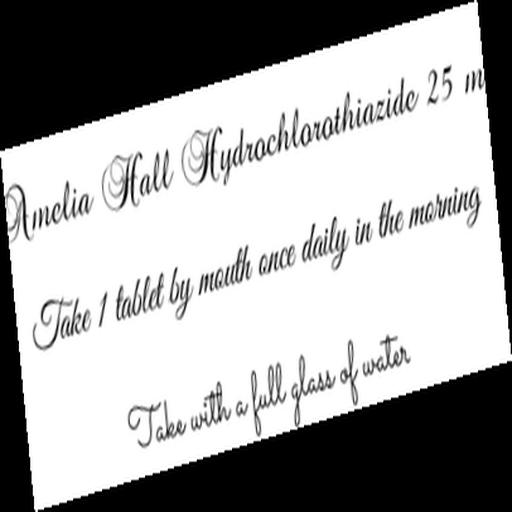 Amelia Hall Hydrochlorothiazide 25 m
Take 1 tablet by mouth once daily in the morning
Take with a full glass of water